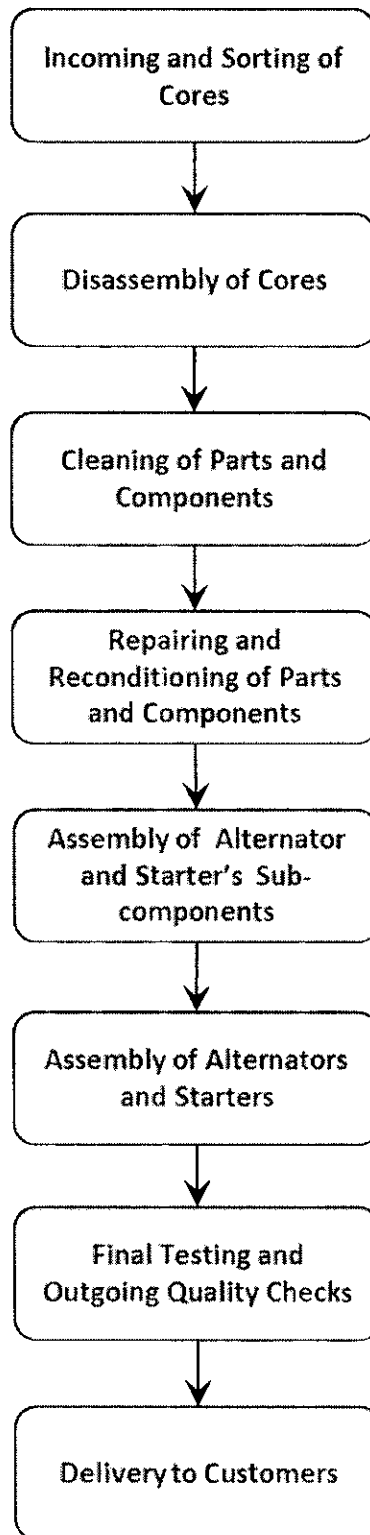 Incoming and Sorting of
Cores
Disassembly of Cores
Cleaning of Parts and
Components
Repairing and
Reconditioning of Parts
and Components
Assembly of Alternator
and Starter's Sub-
components
Assembly of Alternators
and Starters
Final Testing and
Outgoing Quality Checks
Delivery to Customers